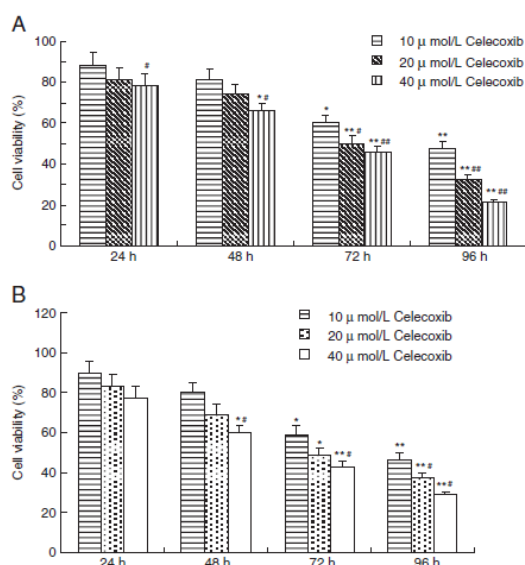 A
100
80
60
40
20
0
Cell viability (%)
10 μ mol/L Celecoxib
20 μ mol/L Celecoxib
40 μ mol/L Celecoxib
#
* #
*
** #
** ##
**
** ##
** ##
24 h 48 h 72 h 96 h
B
120
100
80
60
40
20
0
Cell viability (%)
10 μ mol/L Celecoxib
20 μ mol/L Celecoxib
40 μ mol/L Celecoxib
* #
*
*
** #
**
** #
** #
24 h 48 h 72 h 96 h